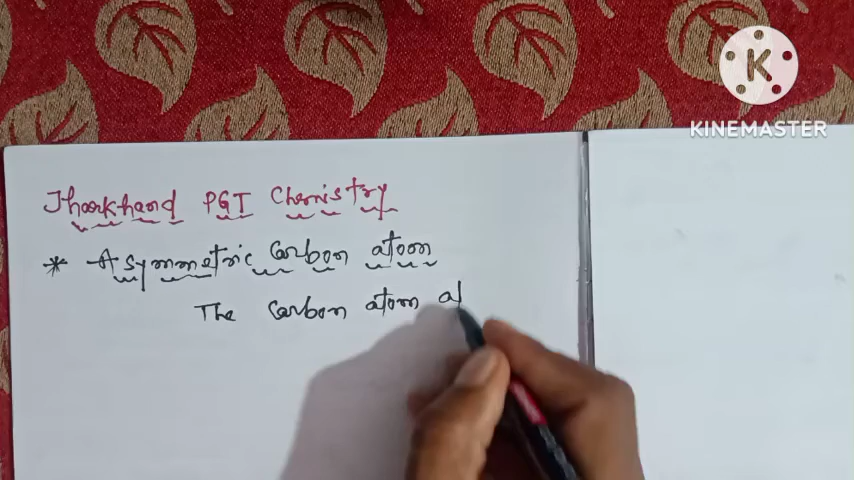 KINEMASTER
Jharkhand PGT Chemistry
* Asymmetric Carbon atom
The Carbon atom